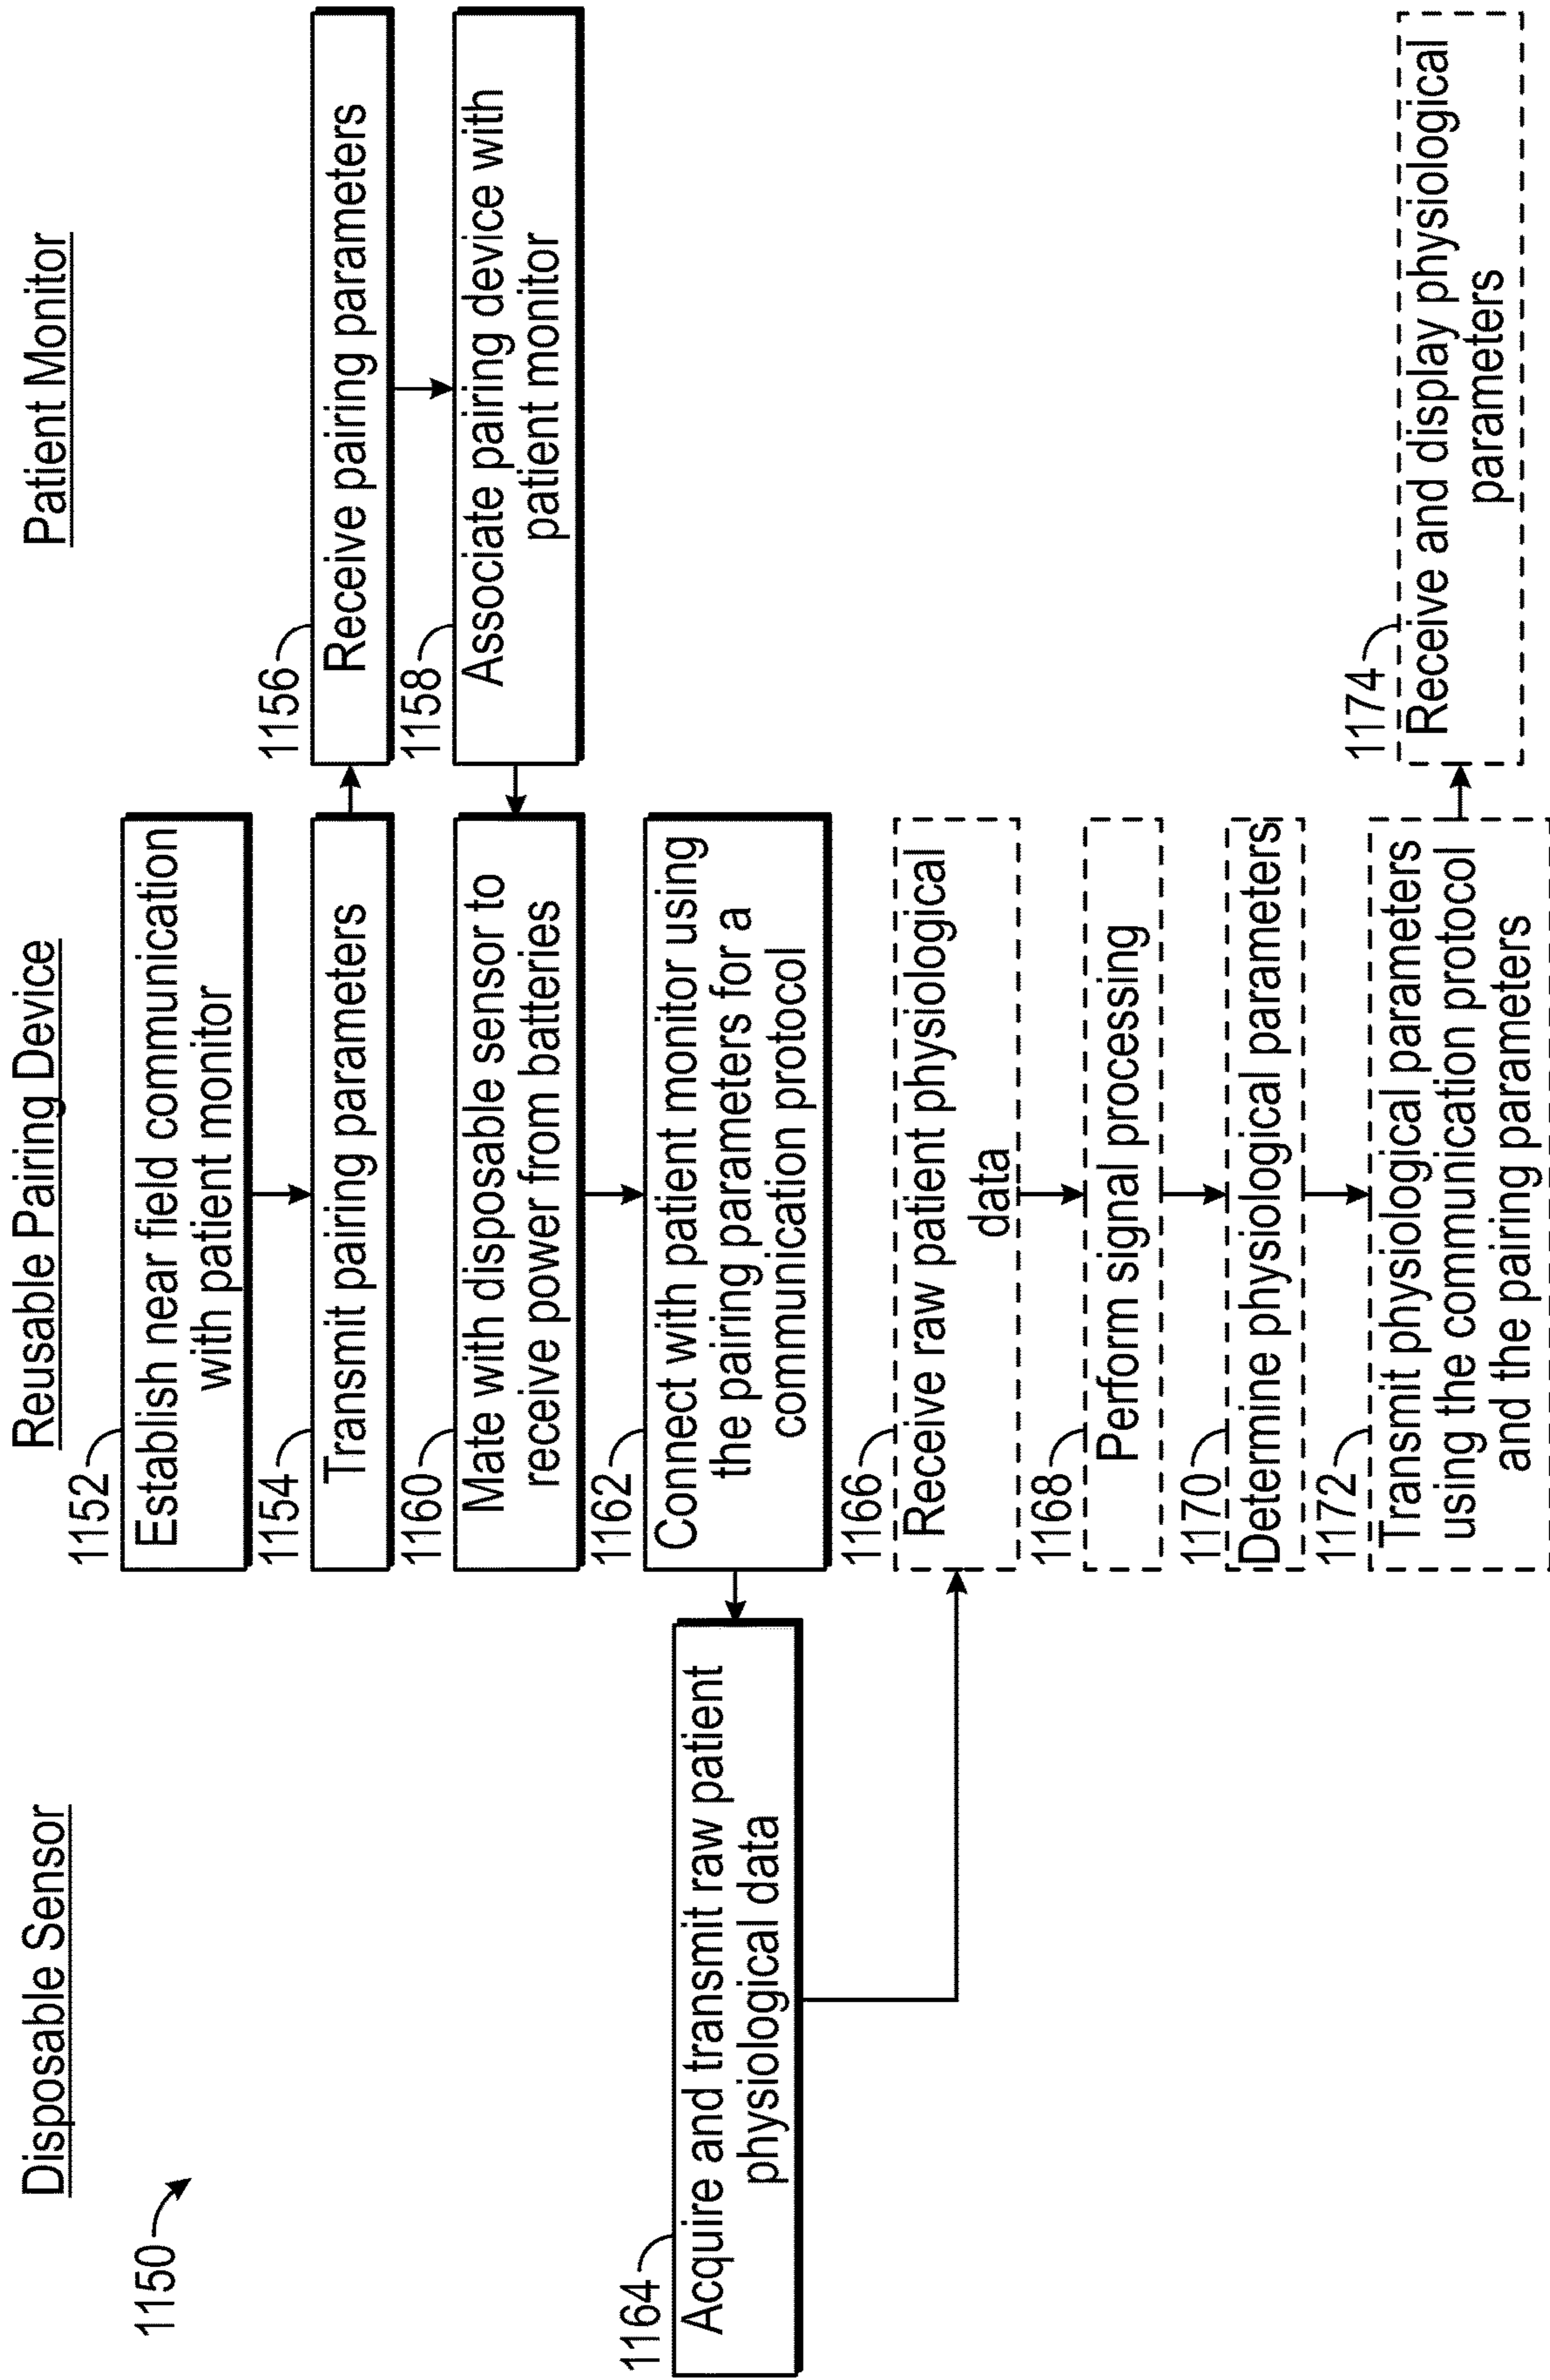 Disposable Sensor
Reusable Pairing Device
Patient Monitor
1150
1152
Establish near field communication
with patient monitor
1154
Transmit pairing parameters
1156
Receive pairing parameters
1158
Associate pairing device with
patient monitor
1160
Mate with disposable sensor to
receive power from batteries
1162
Connect with patient monitor using
the pairing parameters for a
communication protocol
1164
Acquire and transmit raw patient
physiological data
1166
Receive raw patient physiological
data
1168
Perform signal processing
1170
Determine physiological parameters
1172
Transmit physiological parameters
using the communication protocol
and the pairing parameters
1174
Receive and display physiological
parameters